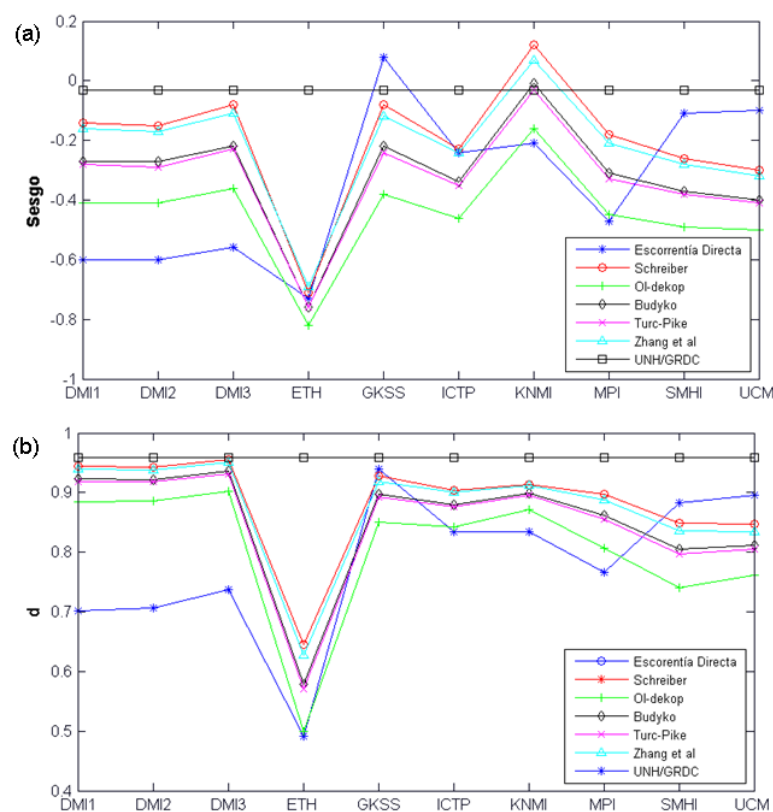 (a)
0.2
0
-0.2
-0.4
-0.6
-0.8
-1
Sesgo
DMI1 DMI2 DMI3 ETH GKSS ICTP KNMI MPI SMHI UCM
Escorrentía Directa
Schreiber
Ol-dekop
Budyko
Turc-Pike
Zhang et al
UNH/GRDC
(b)
1
0.9
0.8
0.7
0.6
0.5
0.4
d
DMI1 DMI2 DMI3 ETH GKSS ICTP KNMI MPI SMHI UCM
Escorentía Directa
Schreiber
Ol-dekop
Budyko
Turc-Pike
Zhang et al
UNH/GRDC